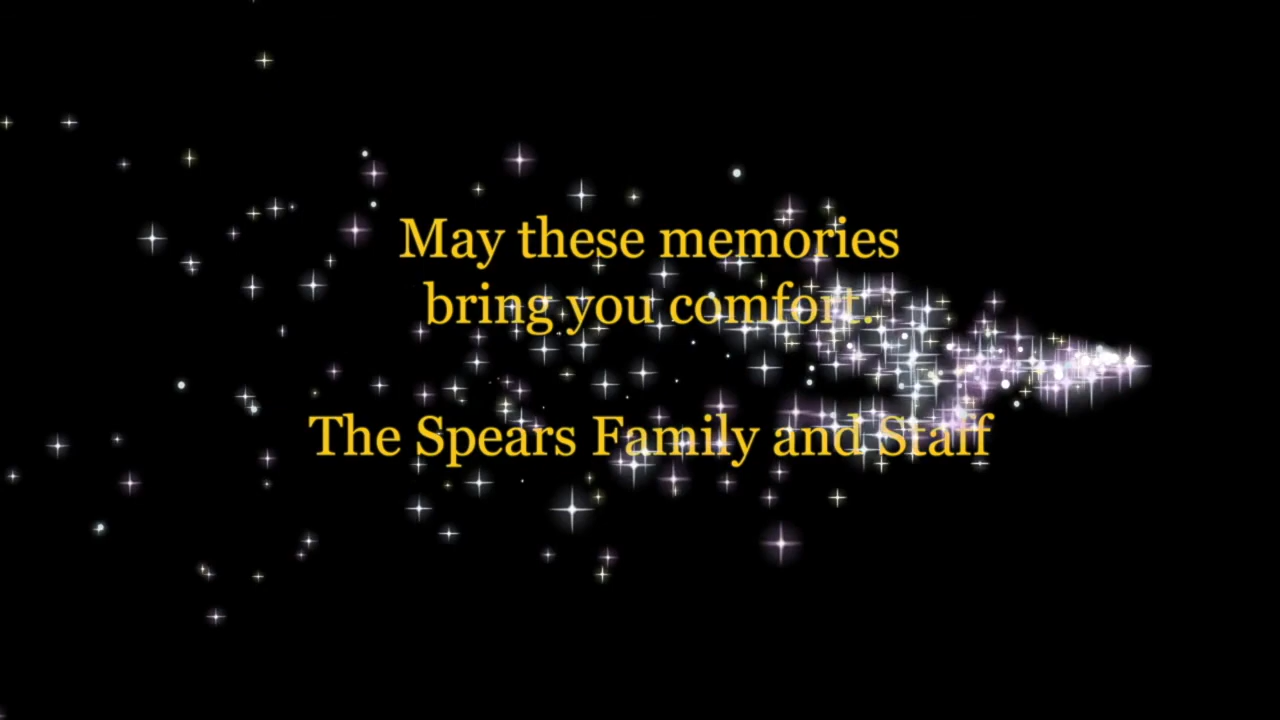 May these memories
bring you comfort.
The Spears Family and Staff